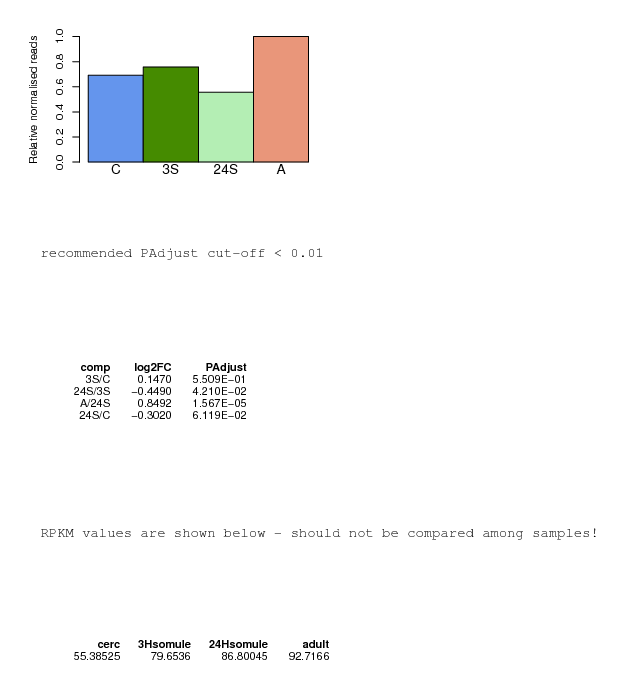 Relative normalised reads
1.0
0.8
0.6
0.4
0.2
0.0
C 3S 24S A
recommended PAdjust cut-off < 0.01
comp log2FC PAdjust
3S/C 0.1470 5.509E-01
24S/3S -0.4490 4.210E-02
A/24S 0.8492 1.567E-05
24S/C -0.3020 6.119E-02
RPKM values are shown below - should not be compared among samples!
cerc 3Hsomule 24Hsomule adult
55.38525 79.6536 86.80045 92.7166